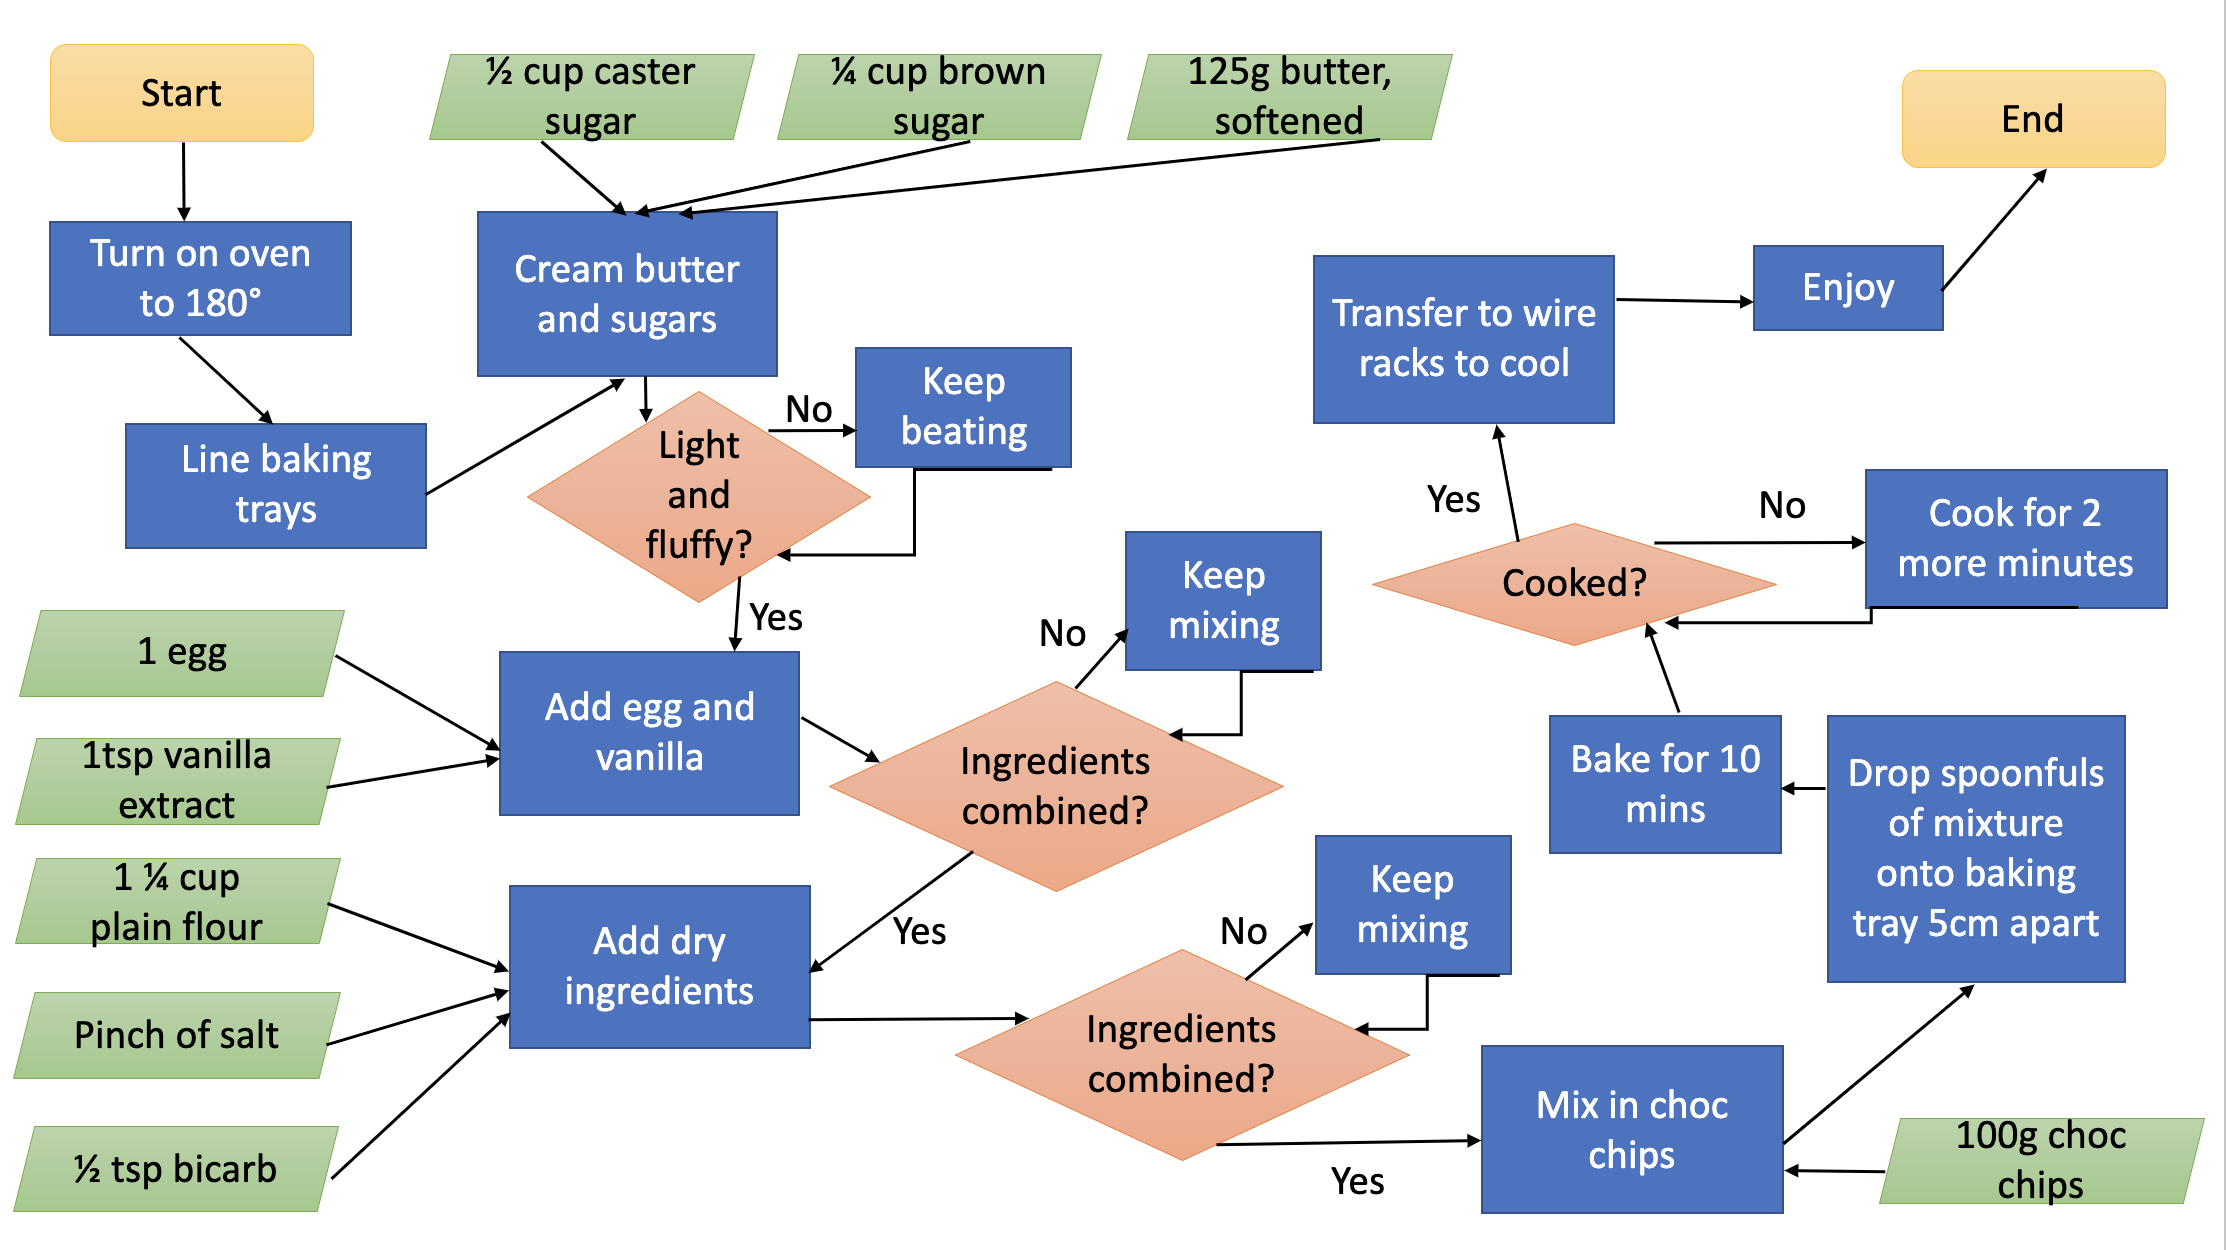 Start
½ cup caster
sugar
¼ cup brown
sugar
125g butter,
softened
End
Turn on oven
to 180°
Cream butter
and sugars
Line baking
trays
Light
and
fluffy?
No
Keep
beating
Yes
1 egg
1tsp vanilla
extract
Add egg and
vanilla
Ingredients
combined?
No
Keep
mixing
Yes
1 ¼ cup
plain flour
Pinch of salt
½ tsp bicarb
Add dry
ingredients
Ingredients
combined?
No
Keep
mixing
Yes
Mix in choc
chips
100g choc
chips
Drop spoonfuls
of mixture
onto baking
tray 5cm apart
Bake for 10
mins
Cooked?
No
Cook for 2
more minutes
Yes
Transfer to wire
racks to cool
Enjoy